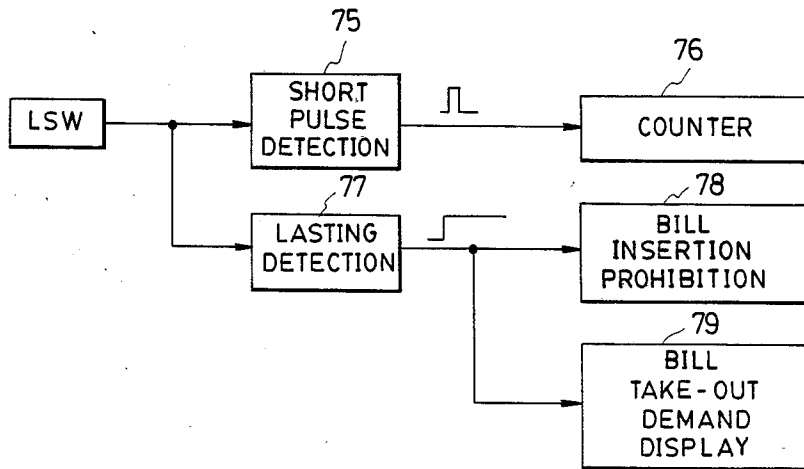 75
SHORT
PULSE
DETECTION
76
COUNTER
LSW
77
LASTING
DETECTION
78
BILL
INSERTION
PROHIBITION
79
BILL
TAKE-OUT
DEMAND
DISPLAY